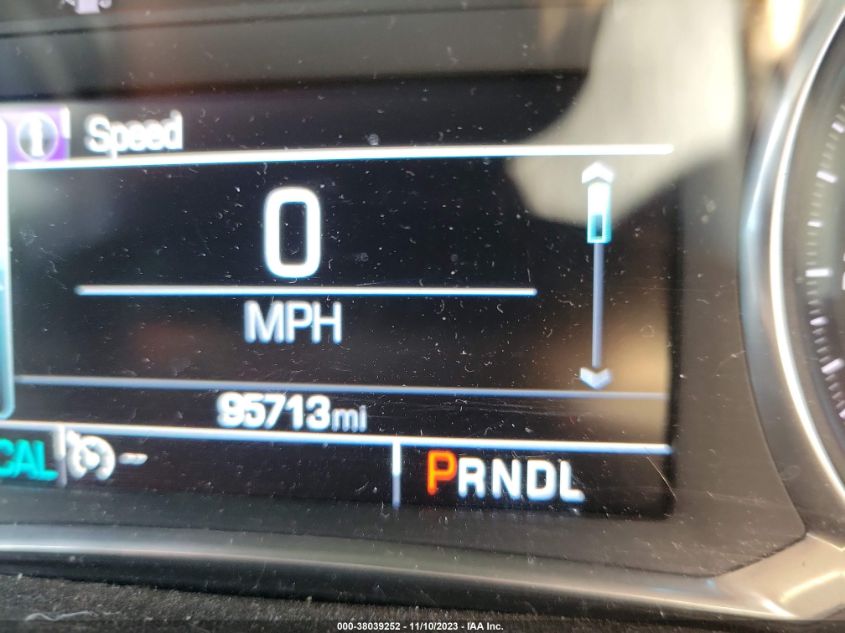 Speed
0
MPH
95713mi
CAL --
PRNDL
000-38039252 - 11/10/2023 - IAA Inc.